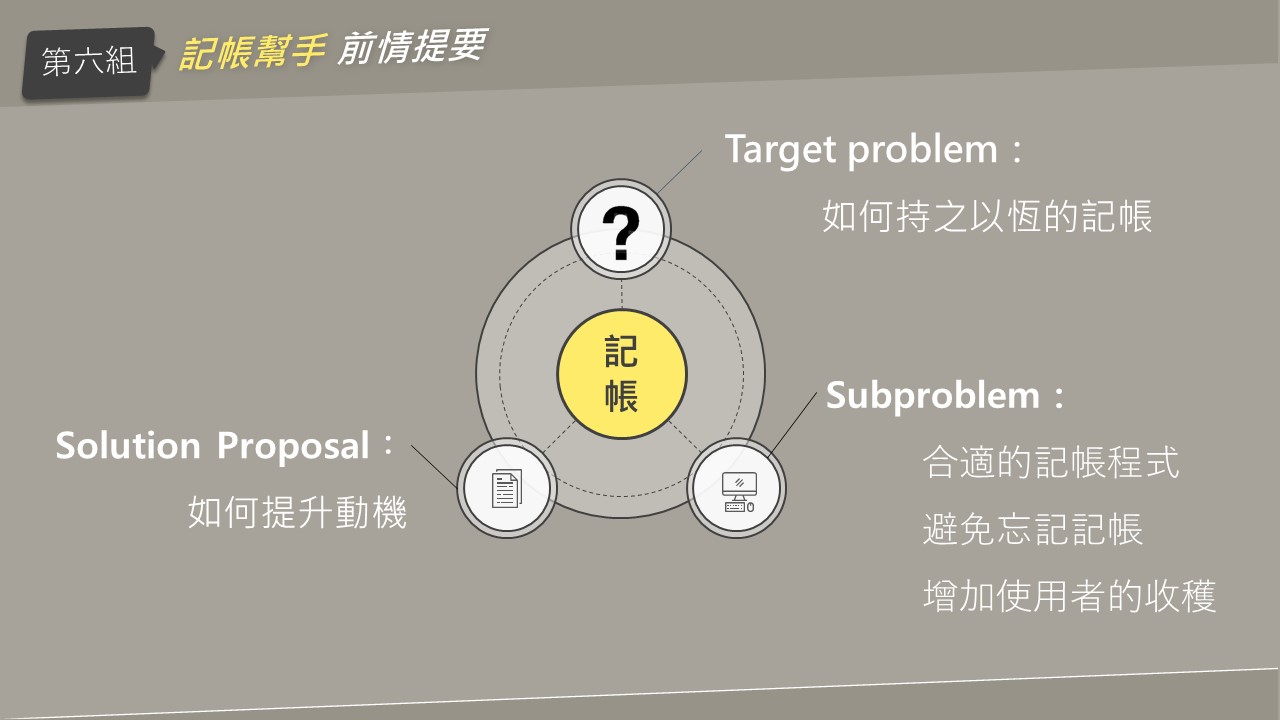 第六組
記帳幫手 前情提要
Target problem：
如何持之以恆的記帳
?
記
帳
Subproblem：
合適的記帳程式
避免忘記記帳
增加使用者的收穫
Solution Proposal：
如何提升動機